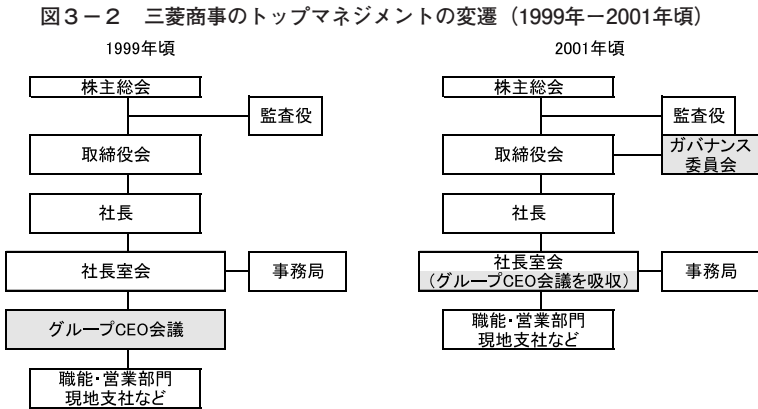 図3-2 三菱商事のトップマネジメントの変遷(1999年-2001年頃)
1999年頃
株主総会
監査役
取締役会
社長
社長室会
事務局
グループCEO会議
職能・営業部門
現地支社など
2001年頃
株主総会
監査役
取締役会
ガバナンス
委員会
社長
社長室会
(グループCEO会議を吸収)
事務局
職能・営業部門
現地支社など